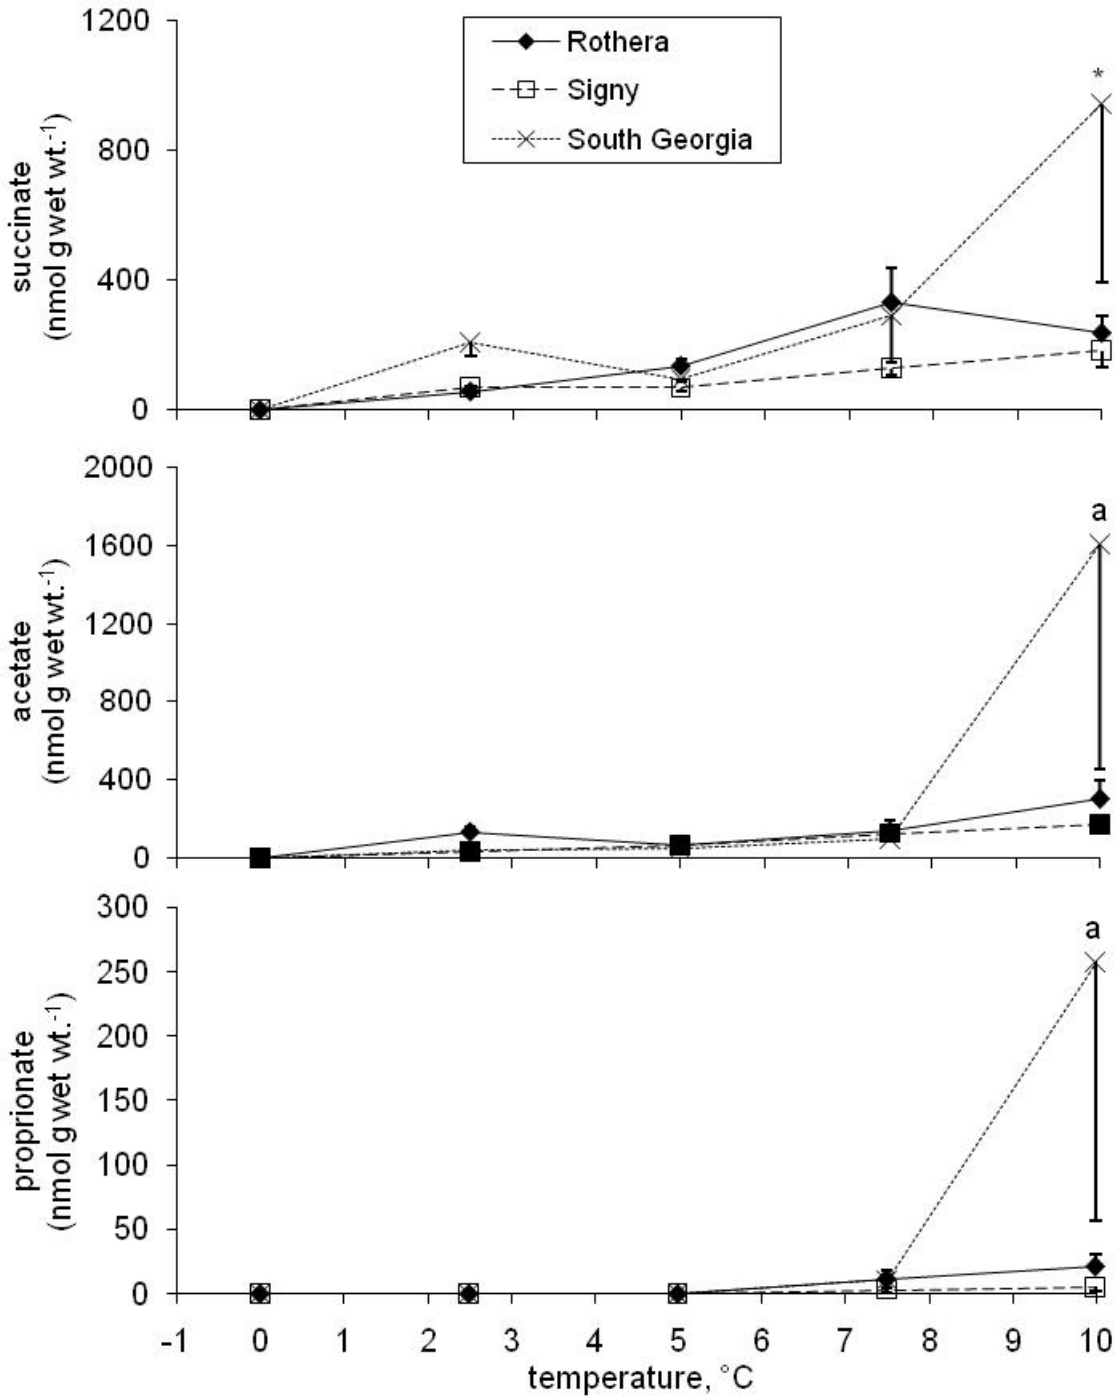 1200
800
400
0
succinate
(nmol g wet wt.-1)
Rothera
Signy
South Georgia
*
2000
1600
1200
800
400
0
acetate
(nmol g wet wt.-1)
a
300
250
200
150
100
50
0
proprionate
(nmol g wet wt.-1)
a
-1 0 1 2 3 4 5 6 7 8 9 10
temperature, °C